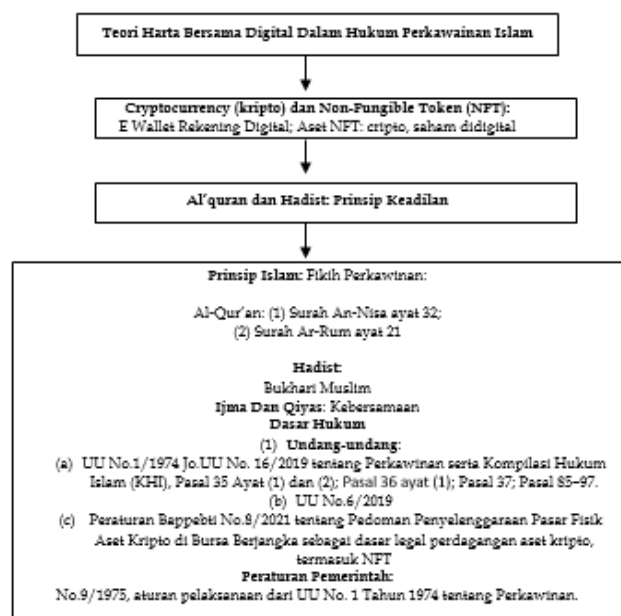 Teori Harta Bersama Digital Dalam Hukum Perkawainan Islam
Cryptocurrency (kripto) dan Non-Fungible Token (NFT):
E Wallet Rekening Digital; Aset NFT: cripto, saham didigital
Al'quran dan Hadist: Prinsip Keadilan
Prinsip Islam: Fikih Perkawinan:
Al-Qur'an: (1) Surah An-Nisa ayat 32;
(2) Surah Ar-Rum ayat 21
Hadist:
Bukhari Muslim
Ijma Dan Qiyas: Kebersamaan
Dasar Hukum
(1) Undang-undang:
(a) UU No.1/1974 Jo.UU No. 16/2019 tentang Perkawinan serta Kompilasi Hukum
Islam (KHI), Pasal 35 Ayat (1) dan (2); Pasal 36 ayat (1); Pasal 37; Pasal 85–97.
(b) UU No.6/2019
(c) Peraturan Bappebti No.8/2021 tentang Pedoman Penyelenggaraan Pasar Fisik
Aset Kripto di Bursa Berjangka sebagai dasar legal perdagangan aset kripto,
termasuk NFT
Peraturan Pemerintah:
No.9/1975, aturan pelaksanaan dari UU No. 1 Tahun 1974 tentang Perkawinan.